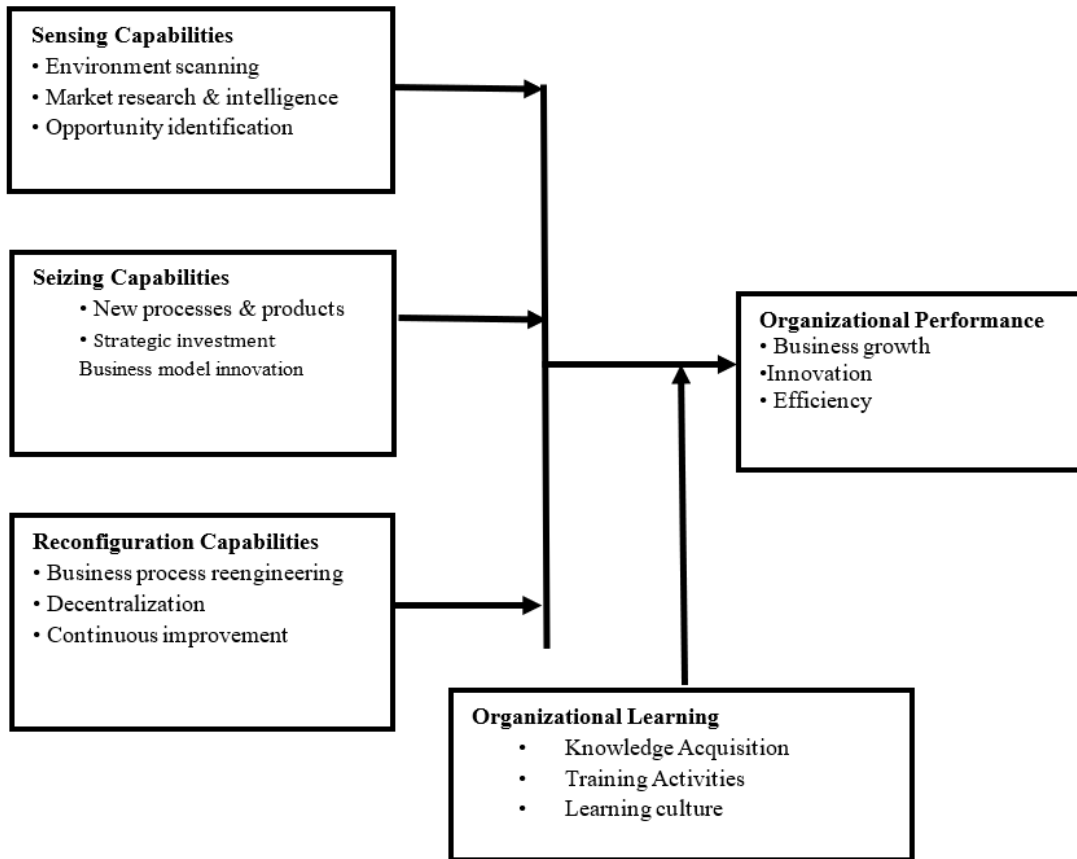 Sensing Capabilities
• Environment scanning
• Market research & intelligence
• Opportunity identification
Seizing Capabilities
• New processes & products
• Strategic investment
Business model innovation
Reconfiguration Capabilities
• Business process reengineering
• Decentralization
• Continuous improvement
Organizational Performance
• Business growth
•Innovation
• Efficiency
Organizational Learning
• Knowledge Acquisition
• Training Activities
• Learning culture